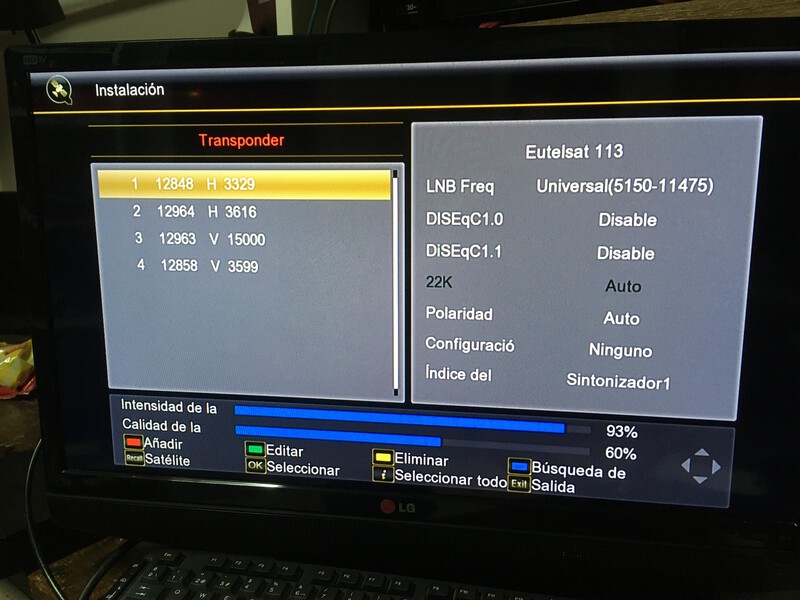 Instalación
Transponder
1 12848 H 3329
2 12964 H 3616
3 12963 V 15000
4 12858 V 3599
Eutelsat 113
LNB Freq Universal(5150-11475)
DISEqC1.0 Disable
DiSEqC1.1 Disable
22K Auto
Polaridad Auto
Configuració Ninguno
Índice del Sintonizador1
Intensidad de la 93%
Calidad de la 60%
Añadir Editar Eliminar Búsqueda de
Recall Satélite OK Seleccionar i Seleccionar todo Exit Salida
LG